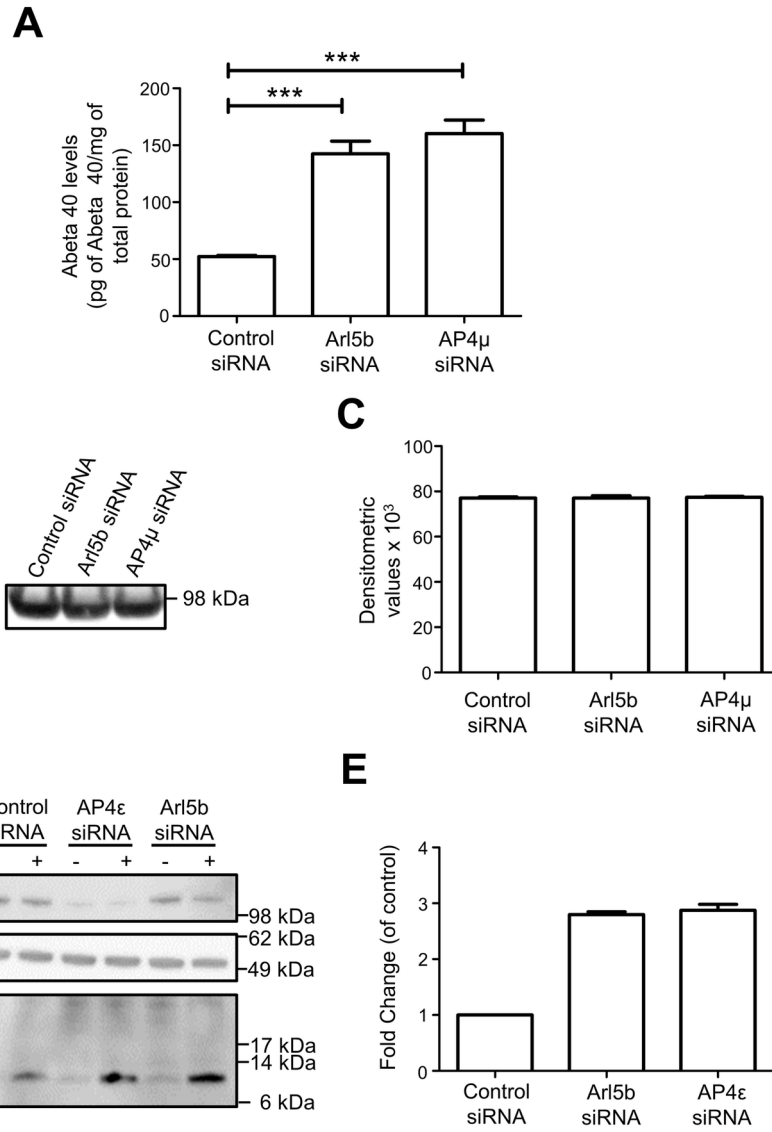 A
***
***
200
150
100
50
0
Abeta 40 levels
(pg of Abeta 40/mg of
total protein)
Control
siRNA
Arl5b
siRNA
AP4µ
siRNA
Control siRNA
Arl5b siRNA
AP4µ siRNA
98 kDa
C
100
80
60
40
20
0
Densitometric
values x 10³
Control
siRNA
Arl5b
siRNA
AP4µ
siRNA
ontrol
RNA
AP4ε
siRNA
Arl5b
siRNA
+ - + - +
98 kDa
62 kDa
49 kDa
17 kDa
14 kDa
6 kDa
E
4
3
2
1
0
Fold Change (of control)
Control
siRNA
Arl5b
siRNA
AP4ε
siRNA